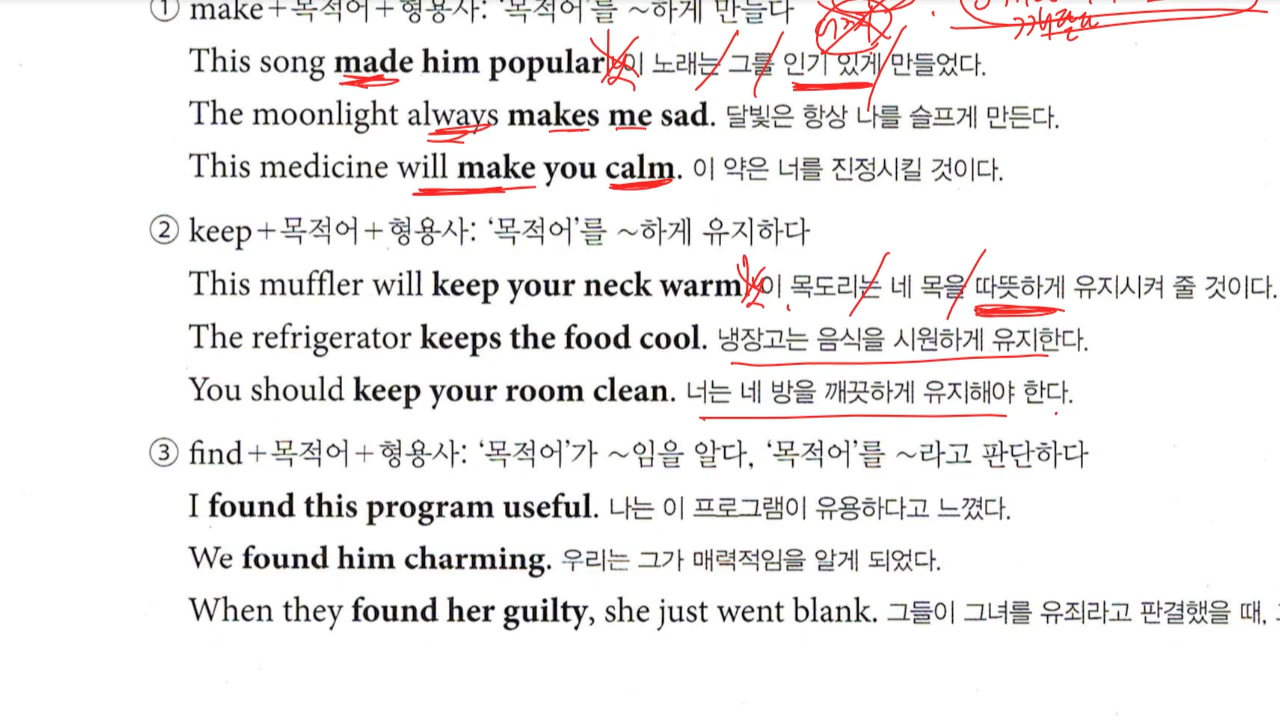 ① make+목적어+형용사: '목적어'를 ~하게 만들다
This song made him popular. 이 노래는 그를 인기 있게 만들었다.
The moonlight always makes me sad. 달빛은 항상 나를 슬프게 만든다.
This medicine will make you calm. 이 약은 너를 진정시킬 것이다.
② keep+목적어+형용사: '목적어'를 ~하게 유지하다
This muffler will keep your neck warm. 이 목도리는 네 목을 따뜻하게 유지시켜 줄 것이다.
The refrigerator keeps the food cool. 냉장고는 음식을 시원하게 유지한다.
You should keep your room clean. 너는 네 방을 깨끗하게 유지해야 한다.
③ find+목적어+형용사: '목적어'가 ~임을 알다, '목적어'를 ~라고 판단하다
I found this program useful. 나는 이 프로그램이 유용하다고 느꼈다.
We found him charming. 우리는 그가 매력적임을 알게 되었다.
When they found her guilty, she just went blank. 그들이 그녀를 유죄라고 판결했을 때,